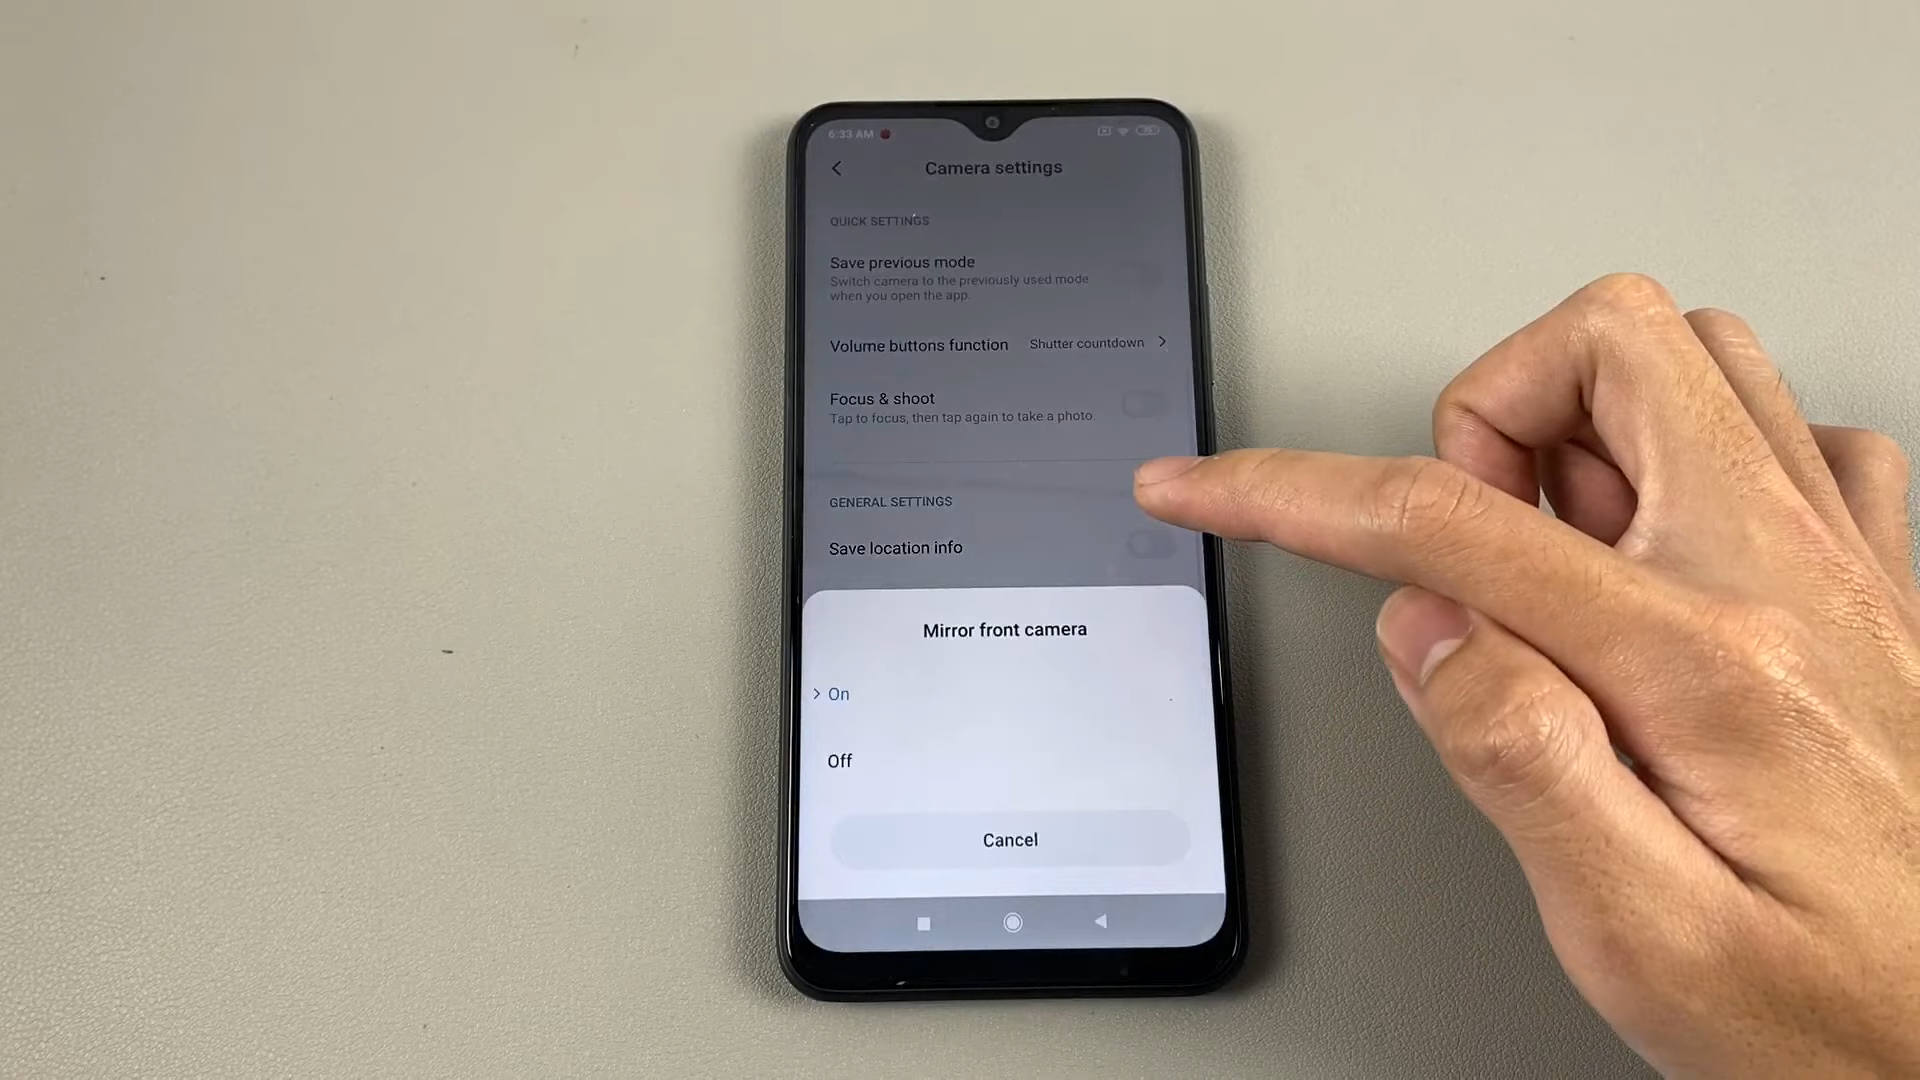 6:33 AM
Camera settings
QUICK SETTINGS
Save previous mode
Switch camera to the previously used mode
when you open the app.
Volume buttons function Shutter countdown
Focus & shoot
Tap to focus, then tap again to take a photo.
GENERAL SETTINGS
Save location info
Mirror front camera
On
Off
Cancel